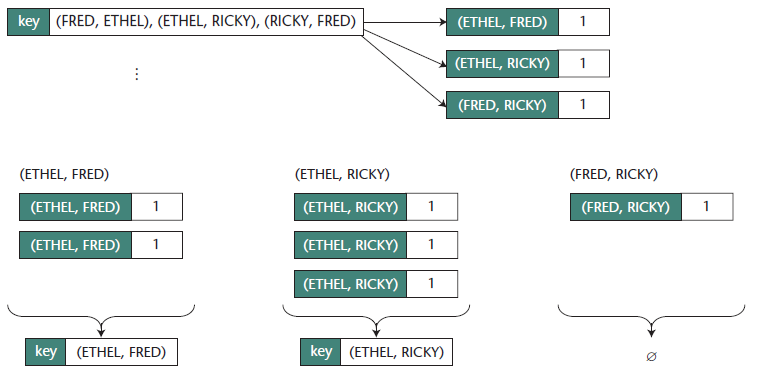 key (FRED, ETHEL), (ETHEL, RICKY), (RICKY, FRED)
(ETHEL, FRED) 1
(ETHEL, RICKY) 1
(FRED, RICKY) 1
⋮
(ETHEL, FRED)
(ETHEL, FRED) 1
(ETHEL, FRED) 1
key (ETHEL, FRED)
(ETHEL, RICKY)
(ETHEL, RICKY) 1
(ETHEL, RICKY) 1
(ETHEL, RICKY) 1
key (ETHEL, RICKY)
(FRED, RICKY)
(FRED, RICKY) 1
∅